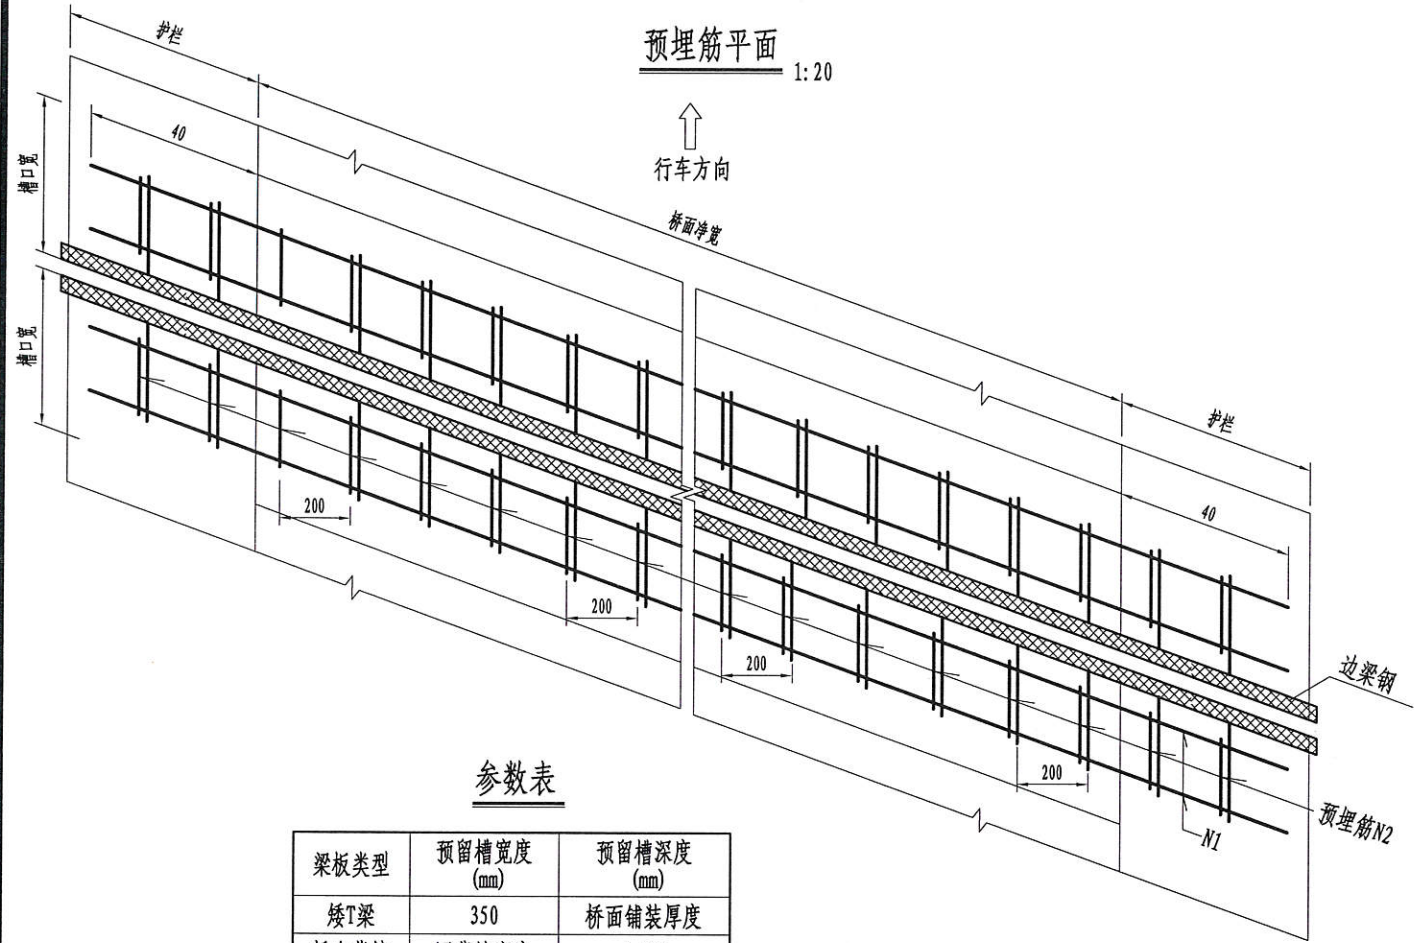 预埋筋平面
1:20
行车方向
护栏
40
槽口宽
桥面净宽
槽口宽
护栏
40
200
200
200
200
边梁钢
预埋筋N2
N1
参数表
梁板类型 预留槽宽度 (mm) 预留槽深度 (mm)
矮T梁 350 桥面铺装厚度